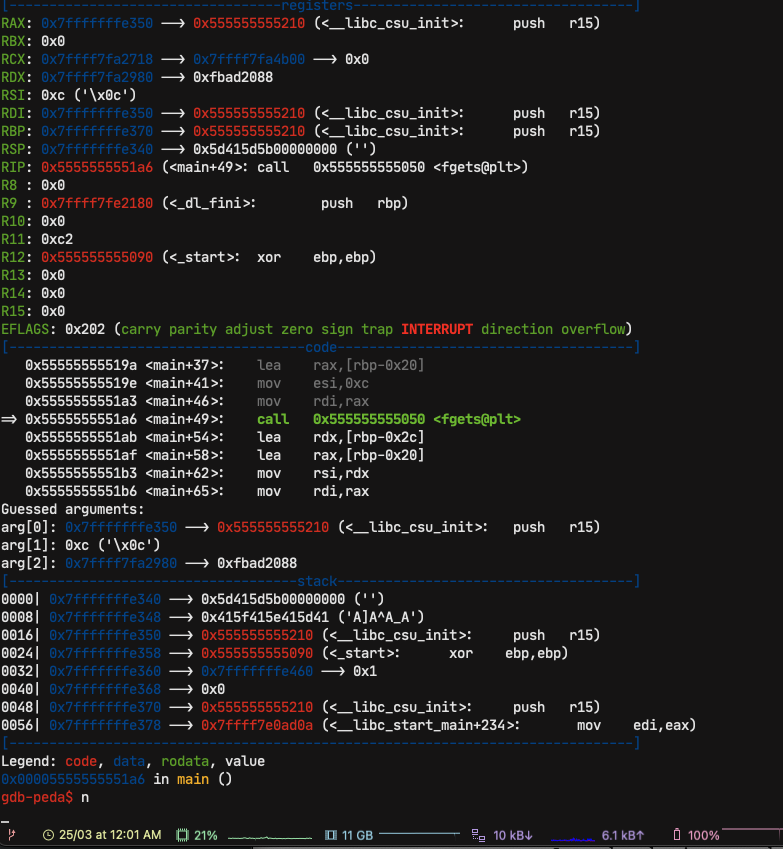 [----------------------------------registers-----------------------------------]
RAX: 0x7fffffffe350 --> 0x555555555210 (<__libc_csu_init>:      push   r15)
RBX: 0x0
RCX: 0x7ffff7fa2718 --> 0x7ffff7fa4b00 --> 0x0
RDX: 0x7ffff7fa2980 --> 0xfbad2088
RSI: 0xc ('\x0c')
RDI: 0x7fffffffe350 --> 0x555555555210 (<__libc_csu_init>:      push   r15)
RBP: 0x7fffffffe370 --> 0x555555555210 (<__libc_csu_init>:      push   r15)
RSP: 0x7fffffffe340 --> 0x5d415d5b00000000 ('')
RIP: 0x5555555551a6 (<main+49>: call   0x555555555050 <fgets@plt>)
R8 : 0x0
R9 : 0x7ffff7fe2180 (<_dl_fini>:        push   rbp)
R10: 0x0
R11: 0xc2
R12: 0x555555555090 (<_start>:  xor    ebp,ebp)
R13: 0x0
R14: 0x0
R15: 0x0
EFLAGS: 0x202 (carry parity adjust zero sign trap INTERRUPT direction overflow)
[-------------------------------------code-------------------------------------]
   0x55555555519a <main+37>:    lea    rax,[rbp-0x20]
   0x55555555519e <main+41>:    mov    esi,0xc
   0x5555555551a3 <main+46>:    mov    rdi,rax
=> 0x5555555551a6 <main+49>:    call   0x555555555050 <fgets@plt>
   0x5555555551ab <main+54>:    lea    rdx,[rbp-0x2c]
   0x5555555551af <main+58>:    lea    rax,[rbp-0x20]
   0x5555555551b3 <main+62>:    mov    rsi,rdx
   0x5555555551b6 <main+65>:    mov    rdi,rax
Guessed arguments:
arg[0]: 0x7fffffffe350 --> 0x555555555210 (<__libc_csu_init>:   push   r15)
arg[1]: 0xc ('\x0c')
arg[2]: 0x7ffff7fa2980 --> 0xfbad2088
[------------------------------------stack-------------------------------------]
0000| 0x7fffffffe340 --> 0x5d415d5b00000000 ('')
0008| 0x7fffffffe348 --> 0x415f415e415d41 ('A]A^A_A')
0016| 0x7fffffffe350 --> 0x555555555210 (<__libc_csu_init>:     push   r15)
0024| 0x7fffffffe358 --> 0x555555555090 (<_start>:      xor    ebp,ebp)
0032| 0x7fffffffe360 --> 0x7fffffffe460 --> 0x1
0040| 0x7fffffffe368 --> 0x0
0048| 0x7fffffffe370 --> 0x555555555210 (<__libc_csu_init>:     push   r15)
0056| 0x7fffffffe378 --> 0x7ffff7e0ad0a (<__libc_start_main+234>:       mov    edi,eax)
[------------------------------------------------------------------------------]
Legend: code, data, rodata, value
0x00005555555551a6 in main ()
gdb-peda$ n
25/03 at 12:01 AM 21% 11 GB 10 kB↓ 6.1 kB↑ 100%